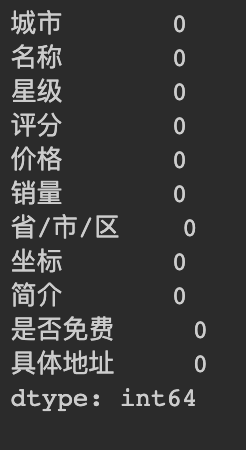 城市 0
名称 0
星级 0
评分 0
价格 0
销量 0
省/市/区 0
坐标 0
简介 0
是否免费 0
具体地址 0
dtype: int64